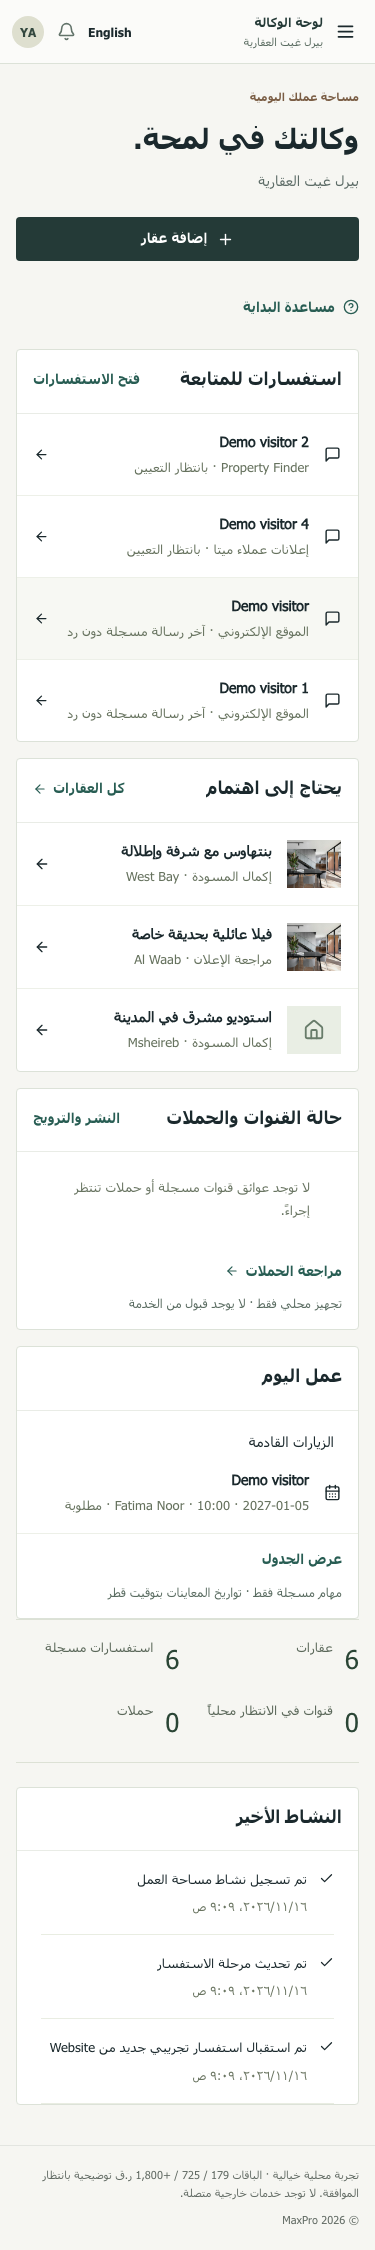 لوحة الوكالة
بيرل غيت العقارية
English
YA
مساحة عملك اليومية
وكالتك في لمحة.
بيرل غيت العقارية
إضافة عقار
مساعدة البداية
استفسارات للمتابعة
فتح الاستفسارات
Demo visitor 2
Property Finder · بانتظار التعيين
Demo visitor 4
إعلانات عملاء ميتا · بانتظار التعيين
Demo visitor
الموقع الإلكتروني · آخر رسالة مسجلة دون رد
Demo visitor 1
الموقع الإلكتروني · آخر رسالة مسجلة دون رد
يحتاج إلى اهتمام
كل العقارات
بنتهاوس مع شرفة وإطلالة
إكمال المسودة · West Bay
فيلا عائلية بحديقة خاصة
مراجعة الإعلان · Al Waab
استوديو مشرق في المدينة
إكمال المسودة · Msheireb
حالة القنوات والحملات
النشر والترويج
لا توجد عوائق قنوات مسجلة أو حملات تنتظر
إجراءً.
مراجعة الحملات
تجهيز محلي فقط · لا يوجد قبول من الخدمة
عمل اليوم
الزيارات القادمة
Demo visitor
2027-01-05 · 10:00 · Fatima Noor · مطلوبة
عرض الجدول
مهام مسجلة فقط · تواريخ المعاينات بتوقيت قطر
6 عقارات
6 استفسارات مسجلة
0 قنوات في الانتظار محلياً
0 حملات
النشاط الأخير
تم تسجيل نشاط مساحة العمل
٢٠٢٦/١١/١٦، ٩:٠٩ ص
تم تحديث مرحلة الاستفسار
٢٠٢٦/١١/١٦، ٩:٠٩ ص
تم استقبال استفسار تجريبي جديد من Website
٢٠٢٦/١١/١٦، ٩:٠٩ ص
تجربة محلية خيالية · الباقات 179 / 725 / +1,800 ر.ق توضيحية بانتظار
الموافقة. لا توجد خدمات خارجية متصلة.
© 2026 MaxPro